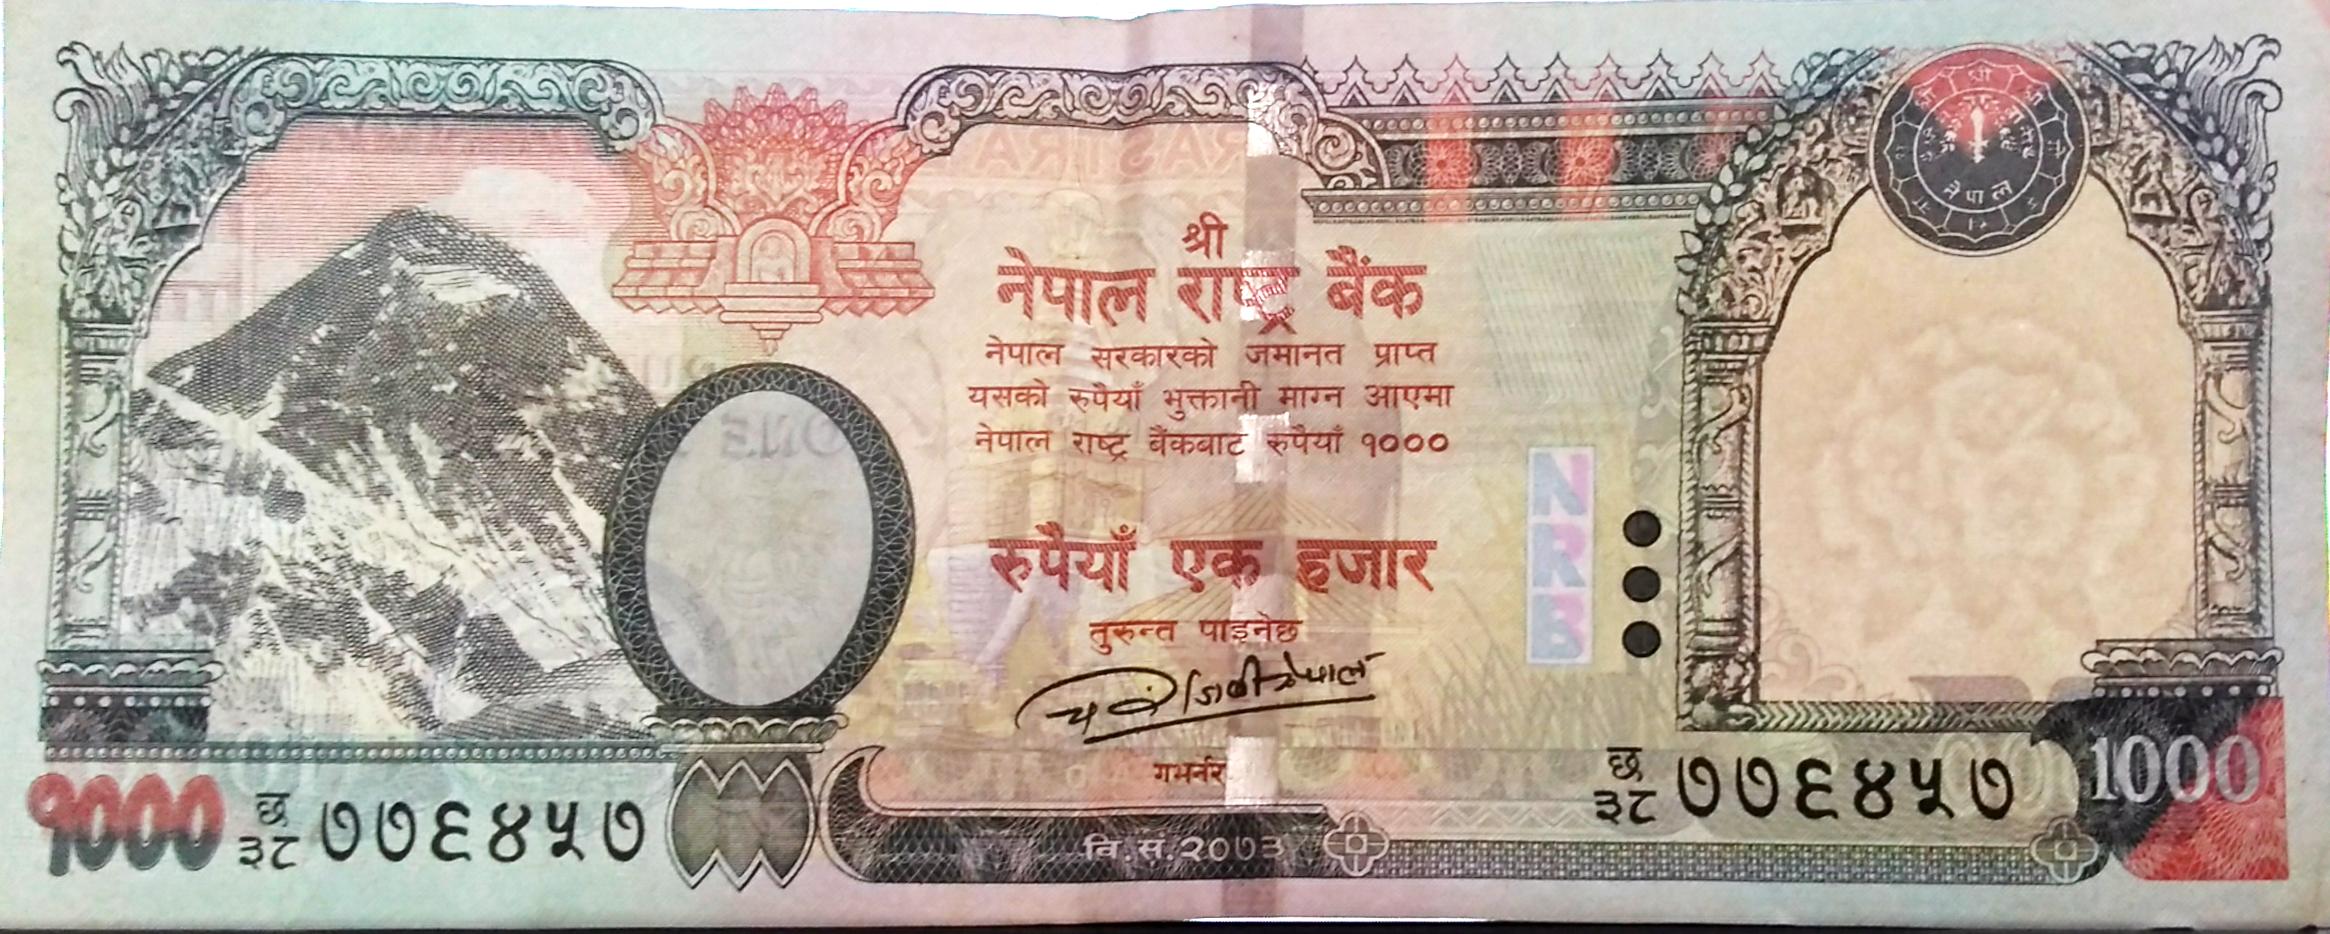 श्री
नेपाल राष्ट्र बैंक
नेपाल सरकारको जमानत प्राप्त
यसको रुपैयाँ भुक्तानी माग्न आएमा
नेपाल राष्ट्र बैंकबाट रुपैयाँ १०००
रुपैयाँ एक हजार
तुरुन्त पाइनेछ
गभर्नर
वि.सं.२०७३
NRB
नेपाल
१०००
छ
३८ ७७६४५७
छ
३८ ७७६४५७
1000